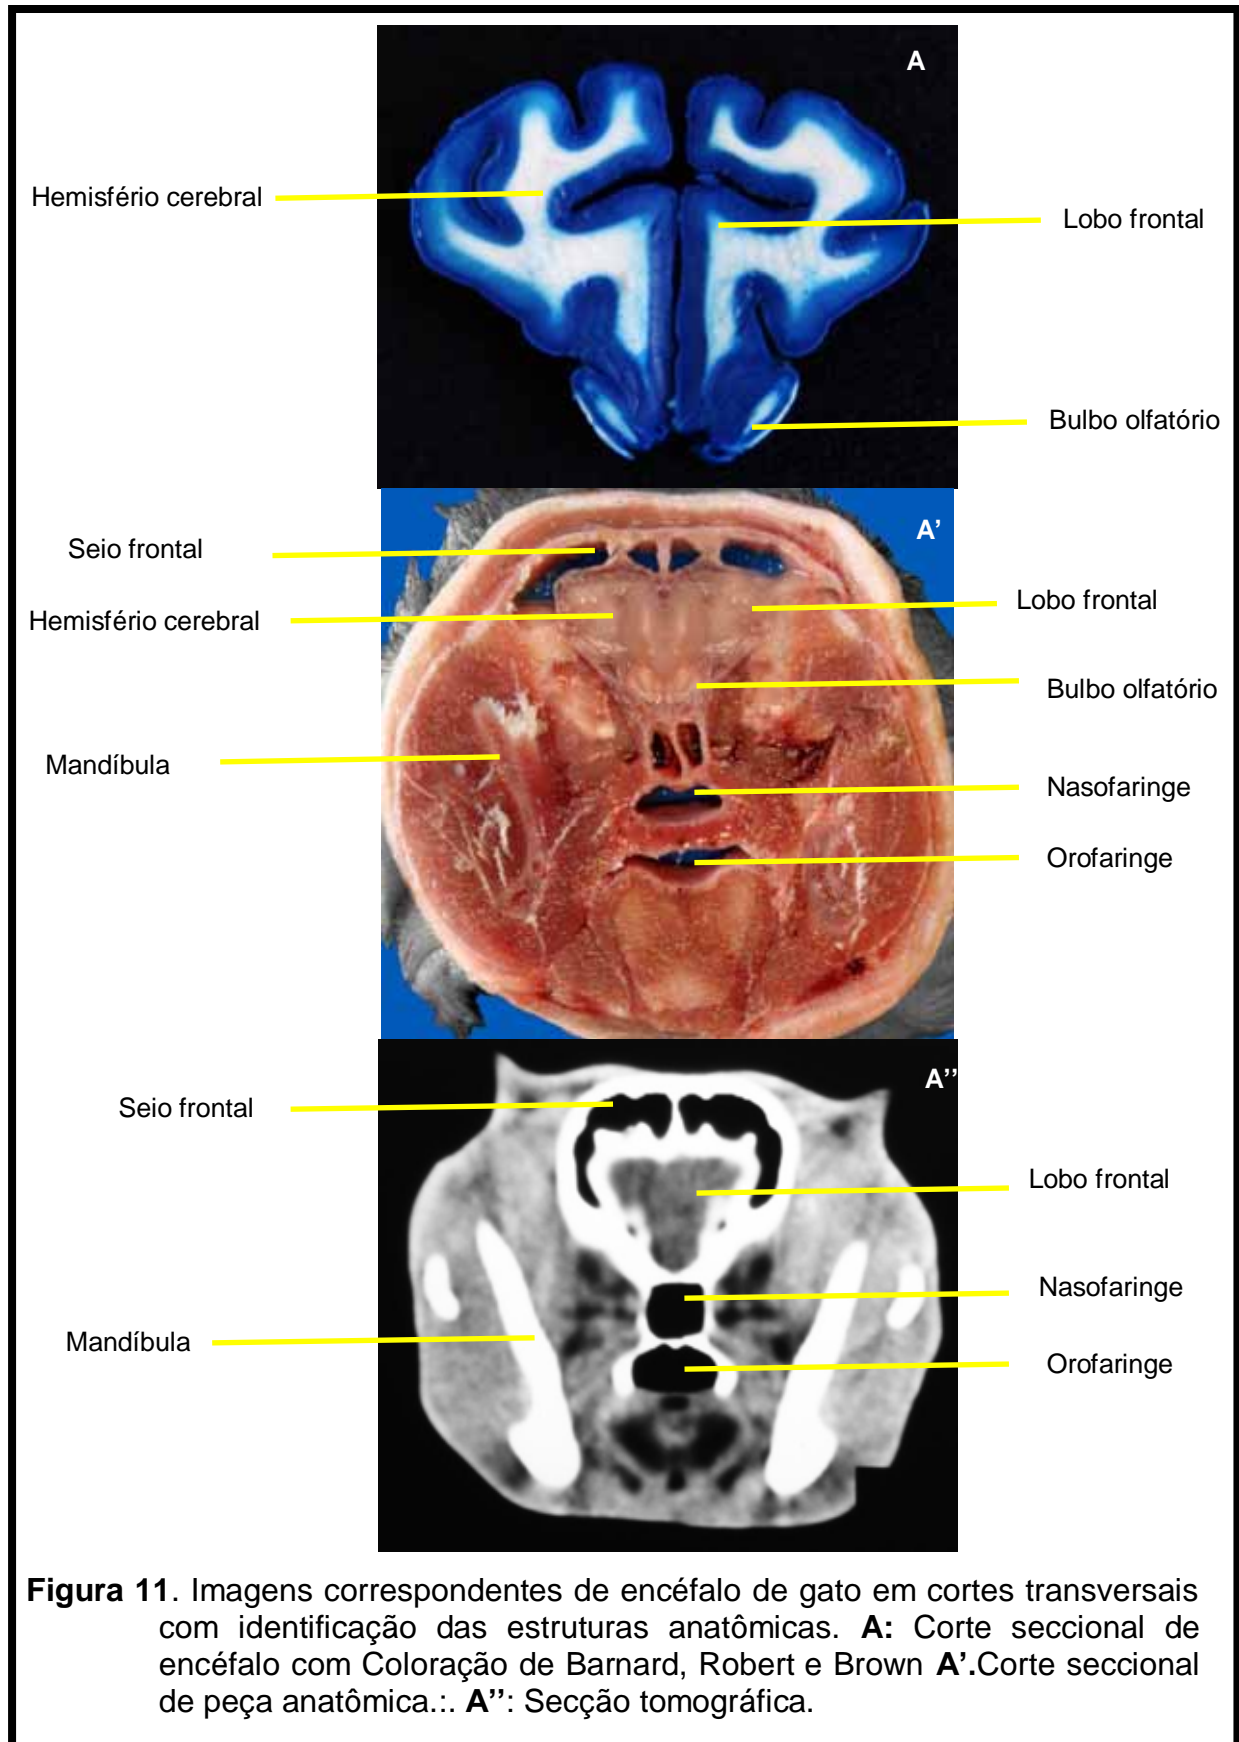 A
Hemisfério cerebral
Lobo frontal
Bulbo olfatório
A’
Seio frontal
Lobo frontal
Hemisfério cerebral
Bulbo olfatório
Mandíbula
Nasofaringe
Orofaringe
A’’
Seio frontal
Lobo frontal
Nasofaringe
Mandíbula
Orofaringe
Figura 11. Imagens correspondentes de encéfalo de gato em cortes transversais
com identificação das estruturas anatômicas. A: Corte seccional de
encéfalo com Coloração de Barnard, Robert e Brown A’.Corte seccional
de peça anatômica.:. A’’: Secção tomográfica.